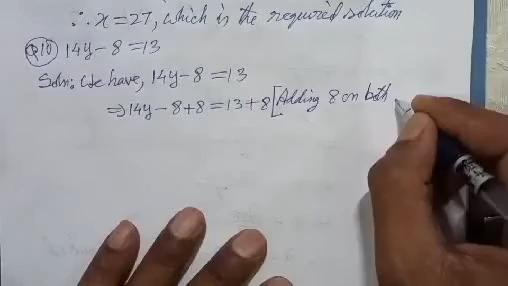 ∴ x = 27, which is the required solution
Q10 14y - 8 = 13
Soln: We have, 14y - 8 = 13
⇒ 14y - 8 + 8 = 13 + 8 [Adding 8 on both